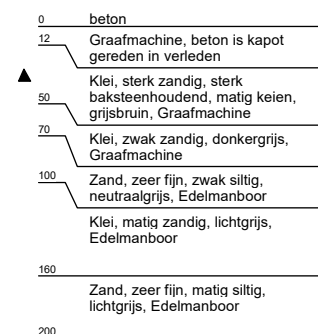 0 beton
12 Graafmachine, beton is kapot
gereden in verleden
Klei, sterk zandig, sterk
50 baksteenhoudend, matig keien,
grijsbruin, Graafmachine
70 Klei, zwak zandig, donkergrijs,
Graafmachine
100 Zand, zeer fijn, zwak siltig,
neutraalgrijs, Edelmanboor
Klei, matig zandig, lichtgrijs,
Edelmanboor
160
Zand, zeer fijn, matig siltig,
lichtgrijs, Edelmanboor
200